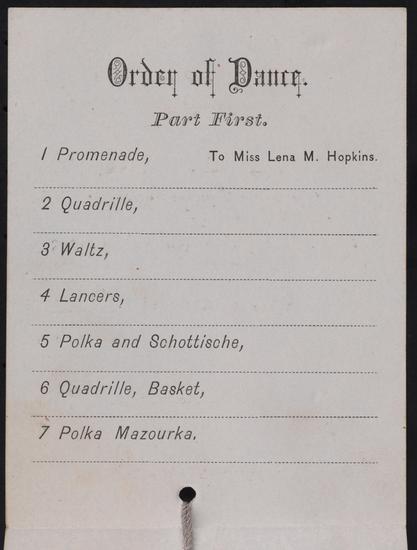 Order of Dance.
Part First.
1 Promenade, To Miss Lena M. Hopkins.
2 Quadrille,
3 Waltz,
4 Lancers,
5 Polka and Schottische,
6 Quadrille, Basket,
7 Polka Mazourka.